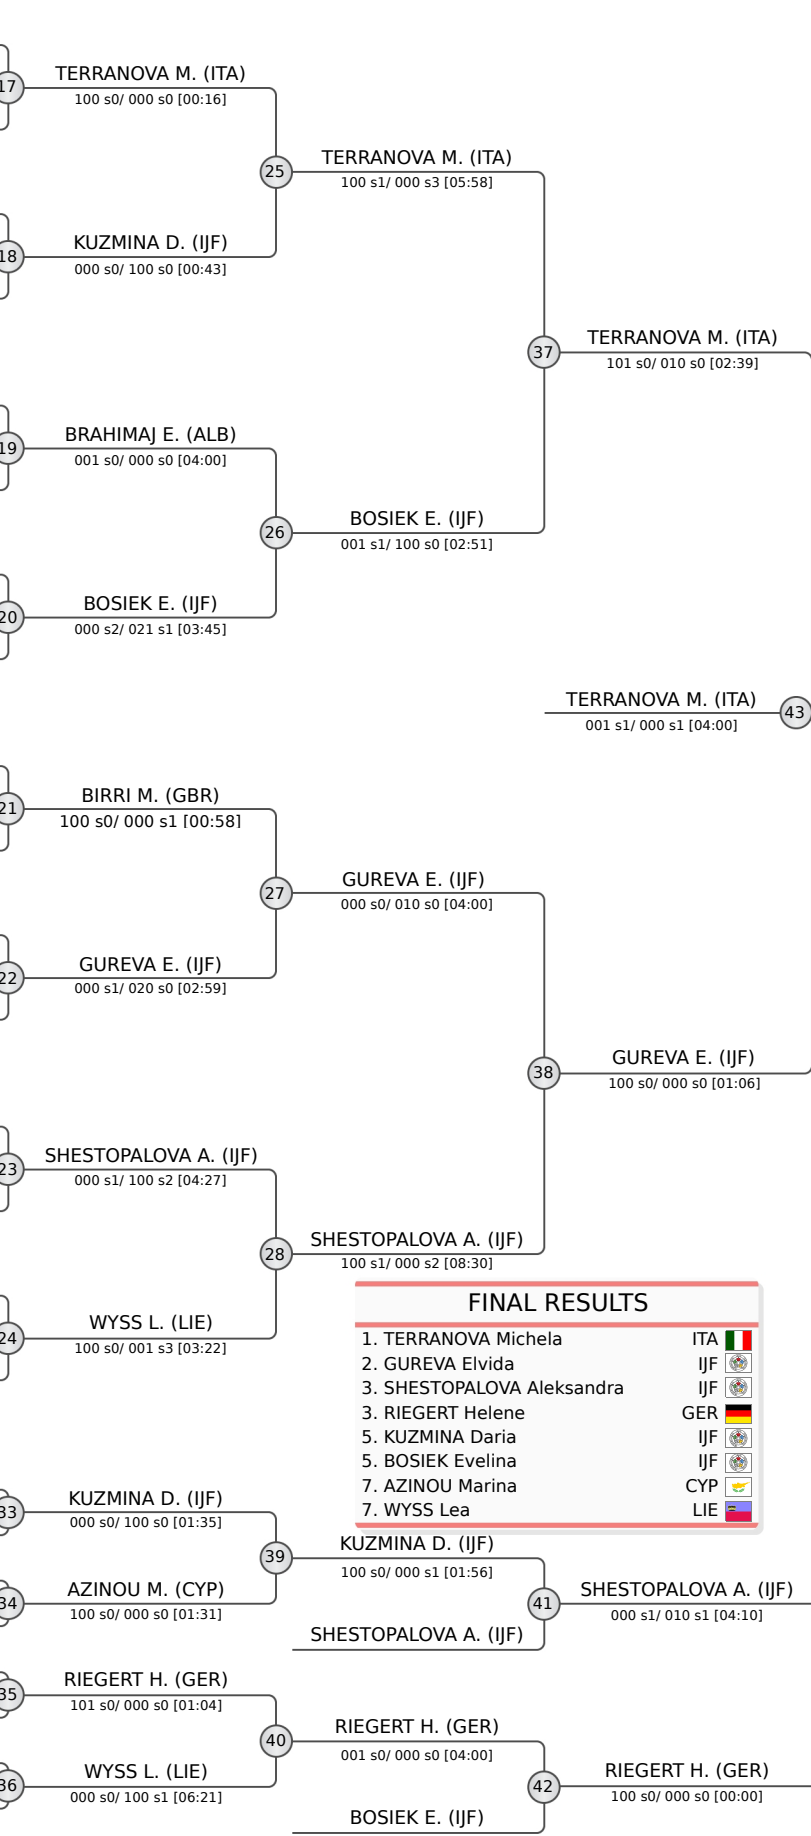 TERRANOVA M. (ITA)
17
100 s0/ 000 s0 [00:16]
TERRANOVA M. (ITA)
25
100 s1/ 000 s3 [05:58]
KUZMINA D. (IJF)
18
000 s0/ 100 s0 [00:43]
TERRANOVA M. (ITA)
37
101 s0/ 010 s0 [02:39]
BRAHIMAJ E. (ALB)
19
001 s0/ 000 s0 [04:00]
BOSIEK E. (IJF)
26
001 s1/ 100 s0 [02:51]
BOSIEK E. (IJF)
20
000 s2/ 021 s1 [03:45]
TERRANOVA M. (ITA)
43
001 s1/ 000 s1 [04:00]
BIRRI M. (GBR)
21
100 s0/ 000 s1 [00:58]
GUREVA E. (IJF)
27
000 s0/ 010 s0 [04:00]
GUREVA E. (IJF)
22
000 s1/ 020 s0 [02:59]
GUREVA E. (IJF)
38
100 s0/ 000 s0 [01:06]
SHESTOPALOVA A. (IJF)
23
000 s1/ 100 s2 [04:27]
SHESTOPALOVA A. (IJF)
28
100 s1/ 000 s2 [08:30]
WYSS L. (LIE)
24
100 s0/ 001 s3 [03:22]
FINAL RESULTS
1. TERRANOVA Michela ITA
2. GUREVA Elvida IJF
3. SHESTOPALOVA Aleksandra IJF
3. RIEGERT Helene GER
5. KUZMINA Daria IJF
5. BOSIEK Evelina IJF
7. AZINOU Marina CYP
7. WYSS Lea LIE
KUZMINA D. (IJF)
33
000 s0/ 100 s0 [01:35]
KUZMINA D. (IJF)
39
100 s0/ 000 s1 [01:56]
AZINOU M. (CYP)
34
100 s0/ 000 s0 [01:31]
SHESTOPALOVA A. (IJF)
41
000 s1/ 010 s1 [04:10]
SHESTOPALOVA A. (IJF)
RIEGERT H. (GER)
35
101 s0/ 000 s0 [01:04]
RIEGERT H. (GER)
40
001 s0/ 000 s0 [04:00]
WYSS L. (LIE)
36
000 s0/ 100 s1 [06:21]
RIEGERT H. (GER)
42
100 s0/ 000 s0 [00:00]
BOSIEK E. (IJF)